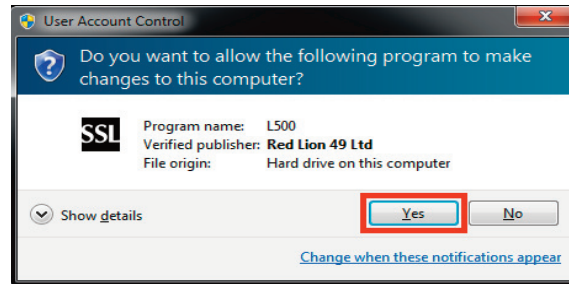 User Account Control
Do you want to allow the following program to make
changes to this computer?
SSL
Program name: L500
Verified publisher: Red Lion 49 Ltd
File origin: Hard drive on this computer
Show details
Yes
No
Change when these notifications appear